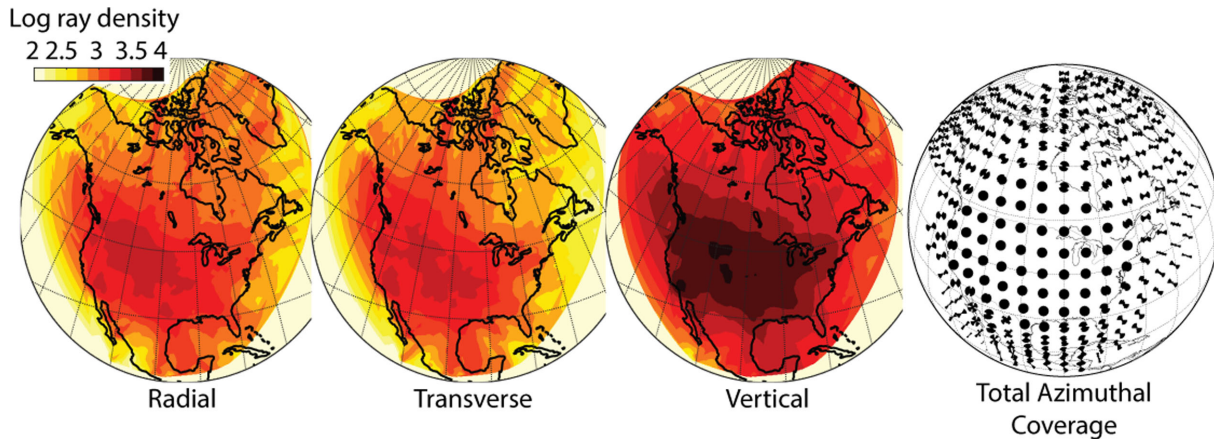 Log ray density
2 2.5 3 3.5 4
Radial
Transverse
Vertical
Total Azimuthal
Coverage